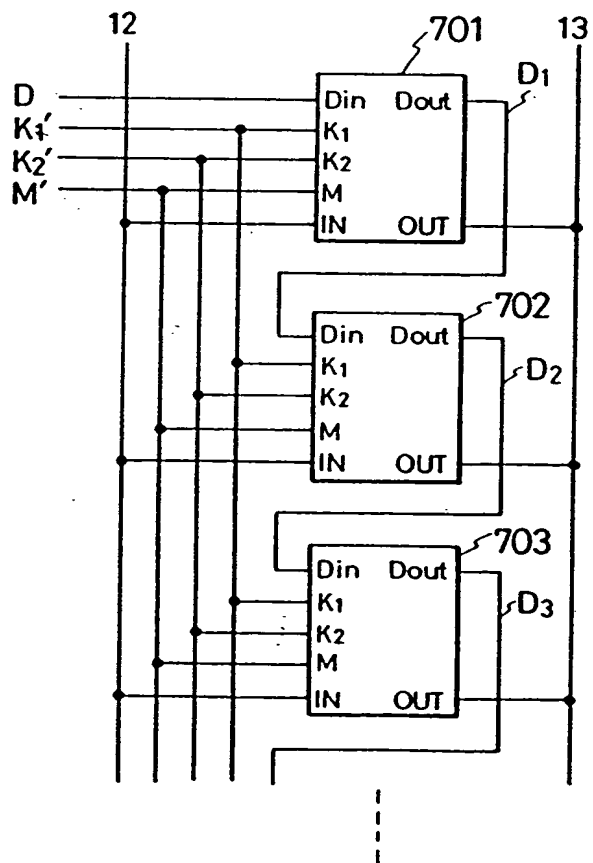 12 701 13
D Din Dout D₁
K₁' K₁
K₂' K₂
M' M
IN OUT
702
Din Dout
K₁ D₂
K₂
M
IN OUT
703
Din Dout
K₁ D₃
K₂
M
IN OUT